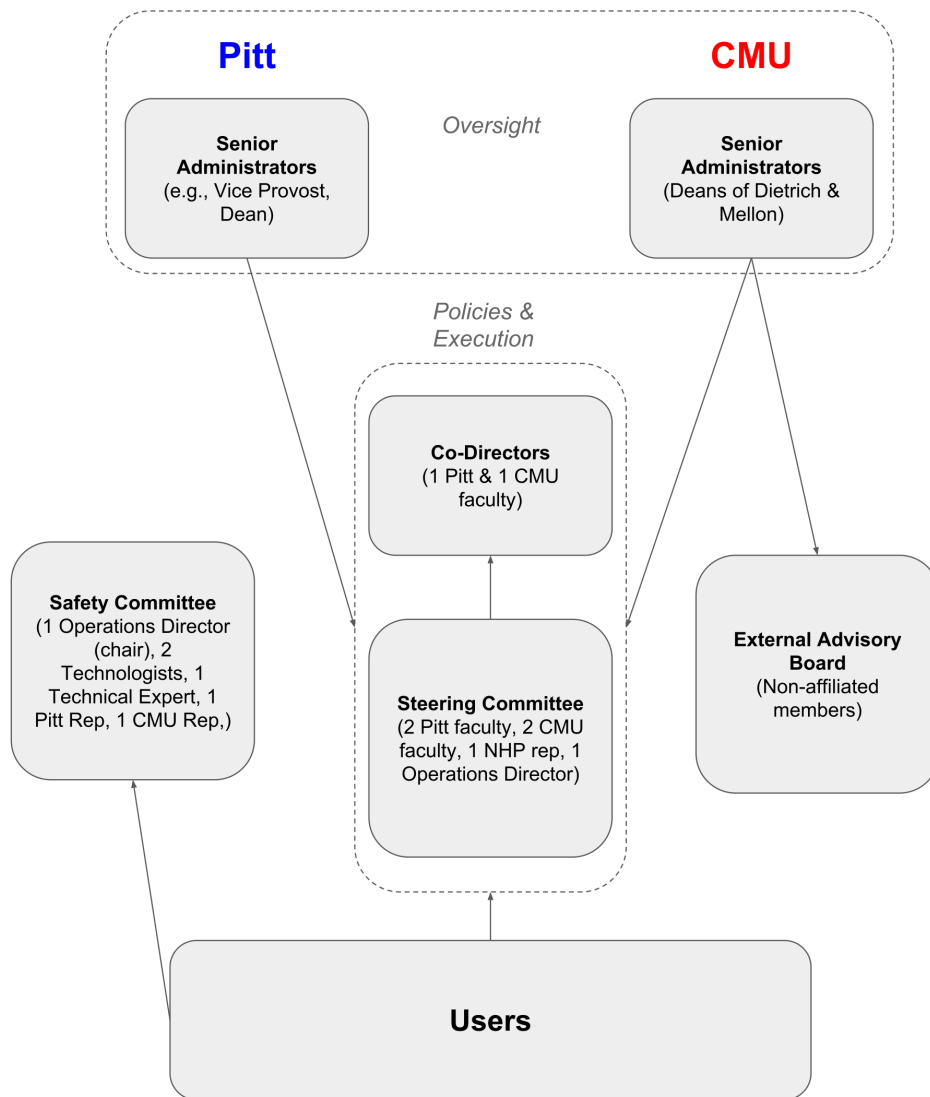 Pitt
CMU
Oversight
Senior
Administrators
(e.g., Vice Provost,
Dean)
Senior
Administrators
(Deans of Dietrich &
Mellon)
Policies &
Execution
Co-Directors
(1 Pitt & 1 CMU
faculty)
Safety Committee
(1 Operations Director
(chair), 2
Technologists, 1
Technical Expert, 1
Pitt Rep, 1 CMU Rep,)
Steering Committee
(2 Pitt faculty, 2 CMU
faculty, 1 NHP rep, 1
Operations Director)
External Advisory
Board
(Non-affiliated
members)
Users